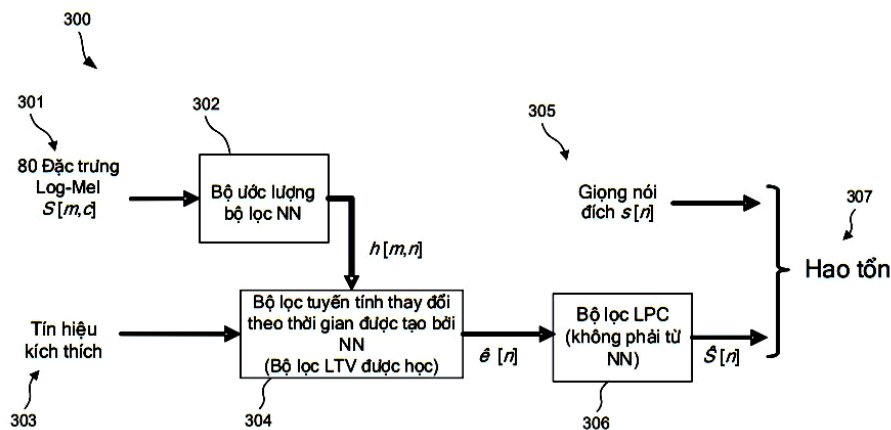 300
301
302
305
80 Đặc trưng
Log-Mel
S [m,c]
Bộ ước lượng
bộ lọc NN
Giọng nói
đích s [n]
307
Hao tổn
h [m,n]
Tín hiệu
kích thích
Bộ lọc tuyến tính thay đổi
theo thời gian được tạo bởi
NN
(Bộ lọc LTV được học)
ê [n]
Bộ lọc LPC
(không phải từ
NN)
Ŝ [n]
303
304
306